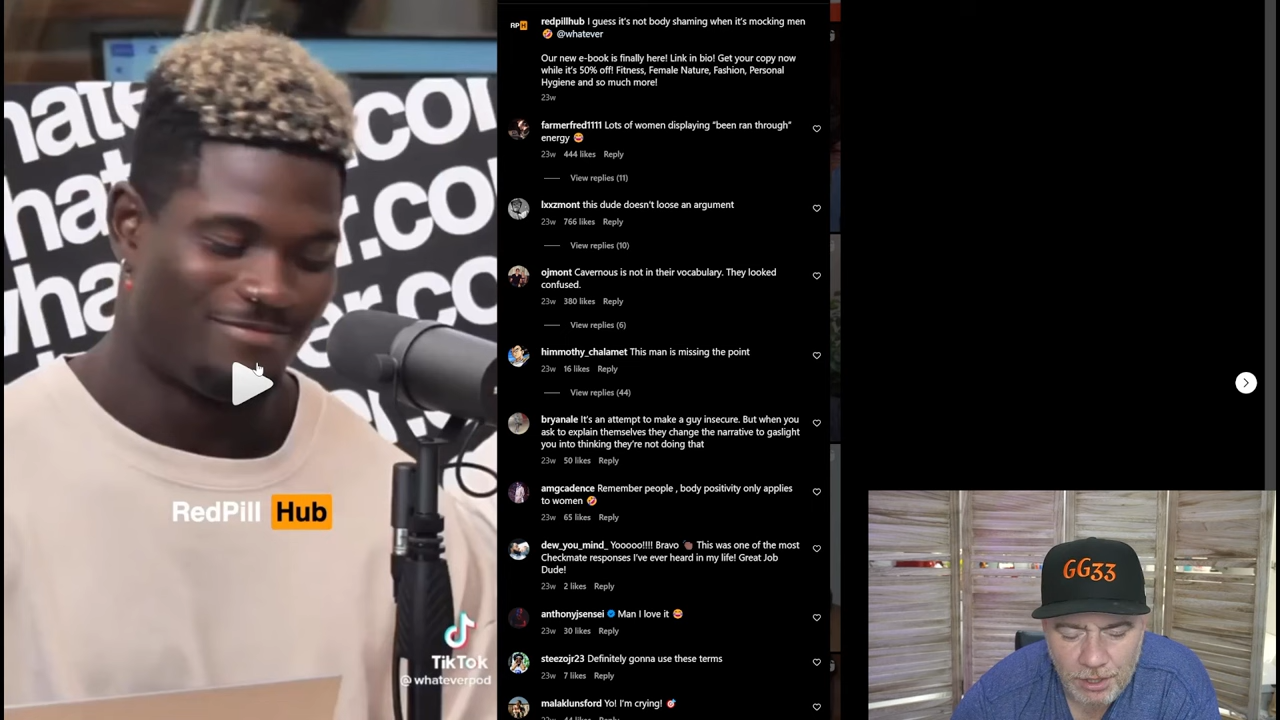 hate
.com
whatever.com
wha
RedPill Hub
TikTok
@whateverpod
RPH
redpillhub I guess it's not body shaming when it's mocking men
🤣 @whatever
Our new e-book is finally here! Link in bio! Get your copy now
while it's 50% off! Fitness, Female Nature, Fashion, Personal
Hygiene and so much more!
23w
farmerfred1111 Lots of women displaying "been ran through"
energy 😂
23w 444 likes Reply
View replies (11)
lxxzmont this dude doesn't loose an argument
23w 766 likes Reply
View replies (10)
ojmont Cavernous is not in their vocabulary. They looked
confused.
23w 380 likes Reply
View replies (6)
himmothy_chalamet This man is missing the point
23w 16 likes Reply
View replies (44)
bryanale It's an attempt to make a guy insecure. But when you
ask to explain themselves they change the narrative to gaslight
you into thinking they're not doing that
23w 50 likes Reply
amgcadence Remember people , body positivity only applies
to women 🤣
23w 65 likes Reply
dew_you_mind_ Yooooo!!!! Bravo 👏🏿 This was one of the most
Checkmate responses I've ever heard in my life! Great Job
Dude!
23w 2 likes Reply
anthonyjsensei Man I love it 😂
23w 30 likes Reply
steezojr23 Definitely gonna use these terms
23w 7 likes Reply
malaklunsford Yo! I'm crying! 🎯
23w 44 likes Reply
GG33